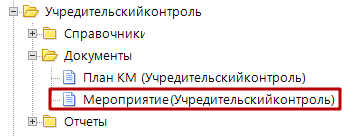 Учредительскийконтроль
Справочники
Документы
План КМ (Учредительскийконтроль)
Мероприятие(Учредительскийконтроль)
Отчеты